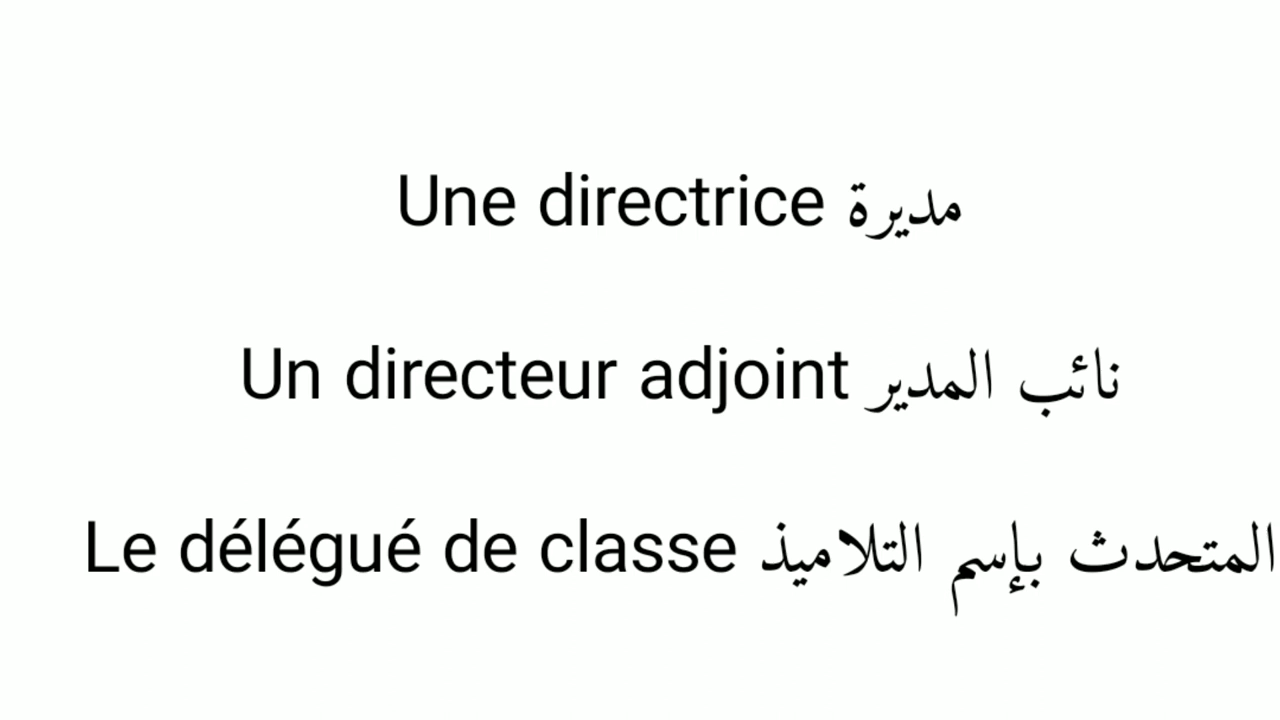 Une directrice مديرة
Un directeur adjoint نائب المدير
Le délégué de classe المتحدث بإسم التلاميذ